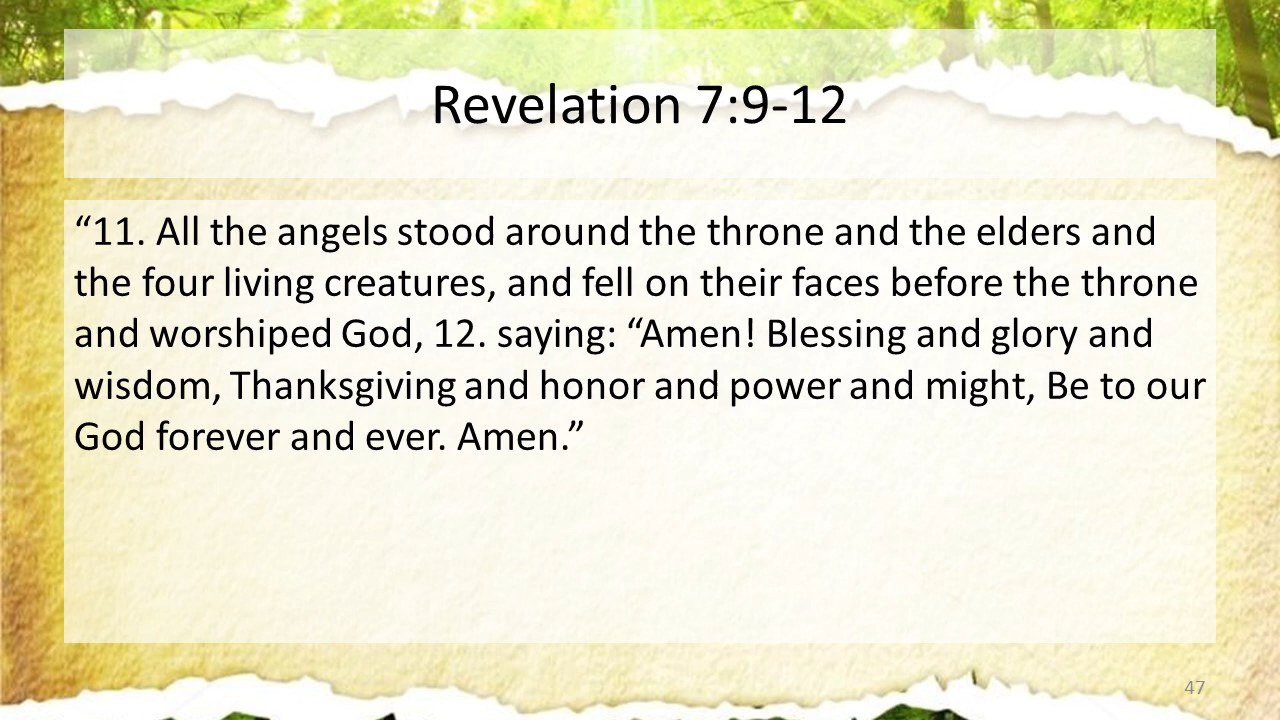 Revelation 7:9-12
“11. All the angels stood around the throne and the elders and
the four living creatures, and fell on their faces before the throne
and worshiped God, 12. saying: “Amen! Blessing and glory and
wisdom, Thanksgiving and honor and power and might, Be to our
God forever and ever. Amen.”
47